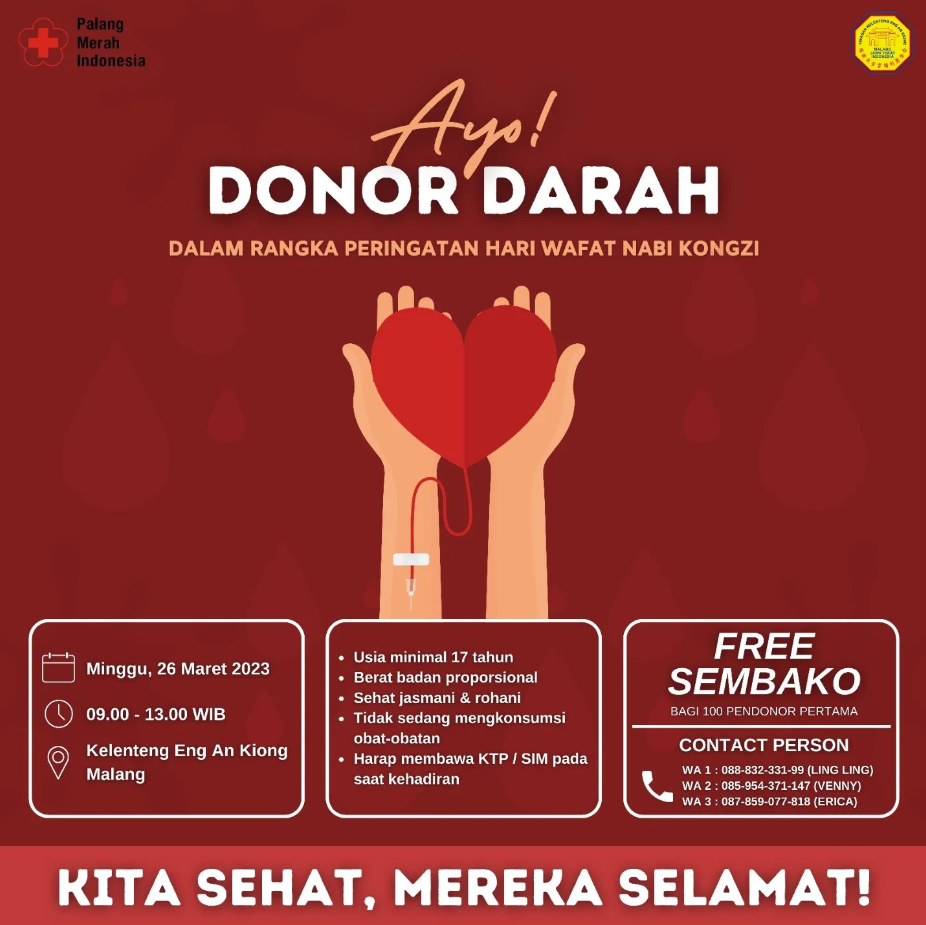 Palang
Merah
Indonesia
MALANG
JAWA TIMUR
INDONESIA
Ayo!
DONOR DARAH
DALAM RANGKA PERINGATAN HARI WAFAT NABI KONGZI
Minggu, 26 Maret 2023
09.00 - 13.00 WIB
Kelenteng Eng An Kiong
Malang
• Usia minimal 17 tahun
• Berat badan proporsional
• Sehat jasmani & rohani
• Tidak sedang mengkonsumsi
obat-obatan
• Harap membawa KTP / SIM pada
saat kehadiran
FREE
SEMBAKO
BAGI 100 PENDONOR PERTAMA
CONTACT PERSON
WA 1 : 088-832-331-99 (LING LING)
WA 2 : 085-954-371-147 (VENNY)
WA 3 : 087-859-077-818 (ERICA)
KITA SEHAT, MEREKA SELAMAT!